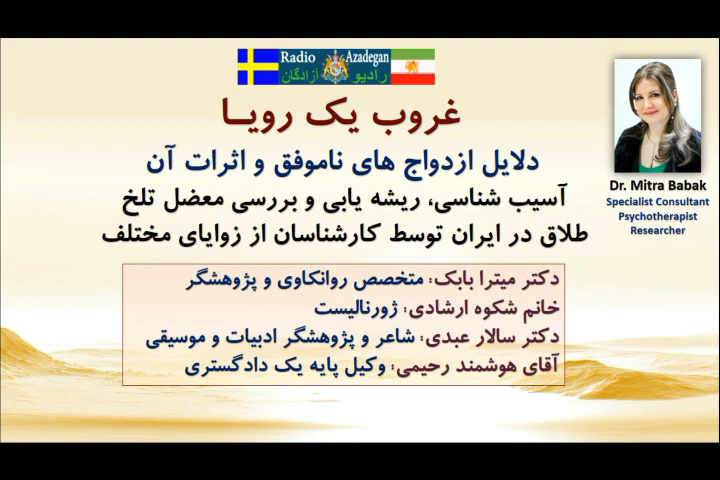 Radio Azadegan
رادیو آزادگان
غروب یک رویـا
دلایل ازدواج های ناموفق و اثرات آن
آسیب شناسی، ریشه یابی و بررسی معضل تلخ
طلاق در ایران توسط کارشناسان از زوایای مختلف
دکتر میترا بابک: متخصص روانکاوی و پژوهشگر
خانم شکوه ارشادی: ژورنالیست
دکتر سالار عبدی: شاعر و پژوهشگر ادبیات و موسیقی
آقای هوشمند رحیمی: وکیل پایه یک دادگستری
Dr. Mitra Babak
Specialist Consultant
Psychotherapist
Researcher